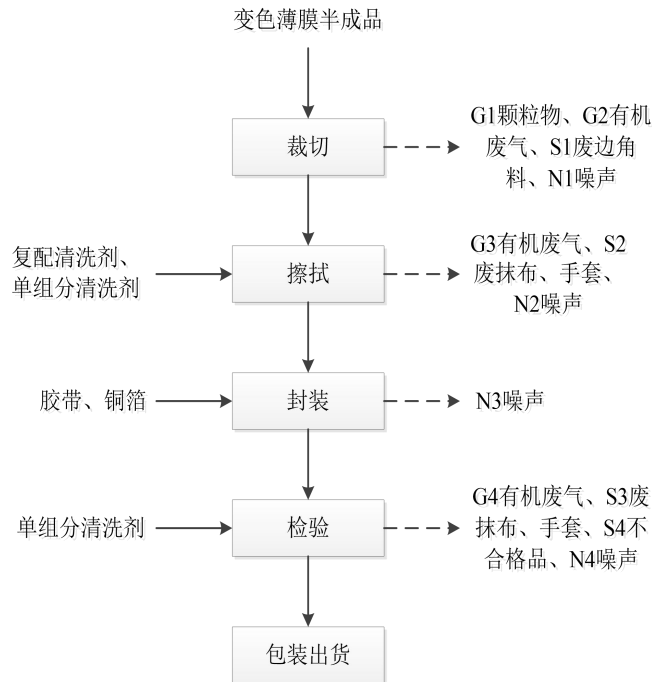 变色薄膜半成品
裁切
G1颗粒物、G2有机
废气、S1废边角
料、N1噪声
复配清洗剂、
单组分清洗剂
擦拭
G3有机废气、S2
废抹布、手套、
N2噪声
胶带、铜箔
封装
N3噪声
单组分清洗剂
检验
G4有机废气、S3废
抹布、手套、S4不
合格品、N4噪声
包装出货